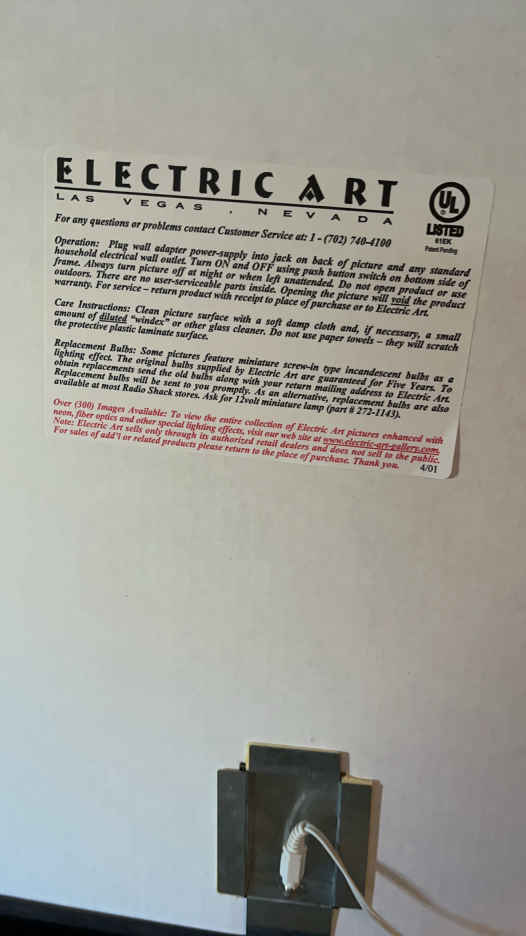 ELECTRIC ART
LAS VEGAS, NEVADA
UL
®
LISTED
61EK
Patent Pending
For any questions or problems contact Customer Service at: 1 - (702) 740-4100
Operation: Plug wall adapter power-supply into jack on back of picture and any standard
household electrical wall outlet. Turn ON and OFF using push button switch on bottom side of
frame. Always turn picture off at night or when left unattended. Do not open product or use
outdoors. There are no user-serviceable parts inside. Opening the picture will void the product
warranty. For service – return product with receipt to place of purchase or to Electric Art.
Care Instructions: Clean picture surface with a soft damp cloth and, if necessary, a small
amount of diluted "windex" or other glass cleaner. Do not use paper towels – they will scratch
the protective plastic laminate surface.
Replacement Bulbs: Some pictures feature miniature screw-in type incandescent bulbs as a
lighting effect. The original bulbs supplied by Electric Art are guaranteed for Five Years. To
obtain replacements send the old bulbs along with your return mailing address to Electric Art.
Replacement bulbs will be sent to you promptly. As an alternative, replacement bulbs are also
available at most Radio Shack stores. Ask for 12volt miniature lamp (part # 272-1143).
Over (300) Images Available: To view the entire collection of Electric Art pictures enhanced with
neon, fiber optics and other special lighting effects, visit our web site at www.electric-art-gallery.com.
Note: Electric Art sells only through its authorized retail dealers and does not sell to the public.
For sales of add'l or related products please return to the place of purchase. Thank you.
4/01